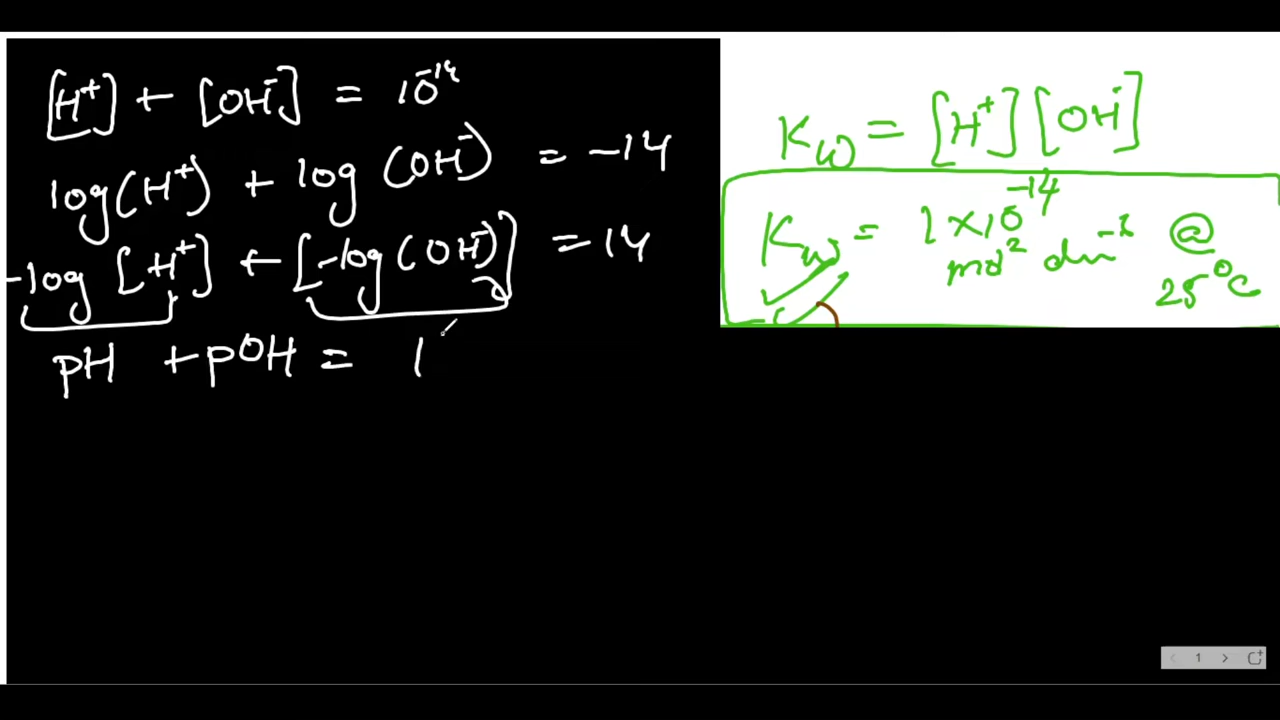 [H⁺] + [OH⁻] = 10⁻¹⁴
log(H⁺) + log(OH⁻) = -14
-log[H⁺] + [-log(OH⁻)] = 14
pH + pOH = 1
Kw = [H⁺][OH⁻]
Kw = 1×10⁻¹⁴ @
mol² dm⁻⁶
25°C
1